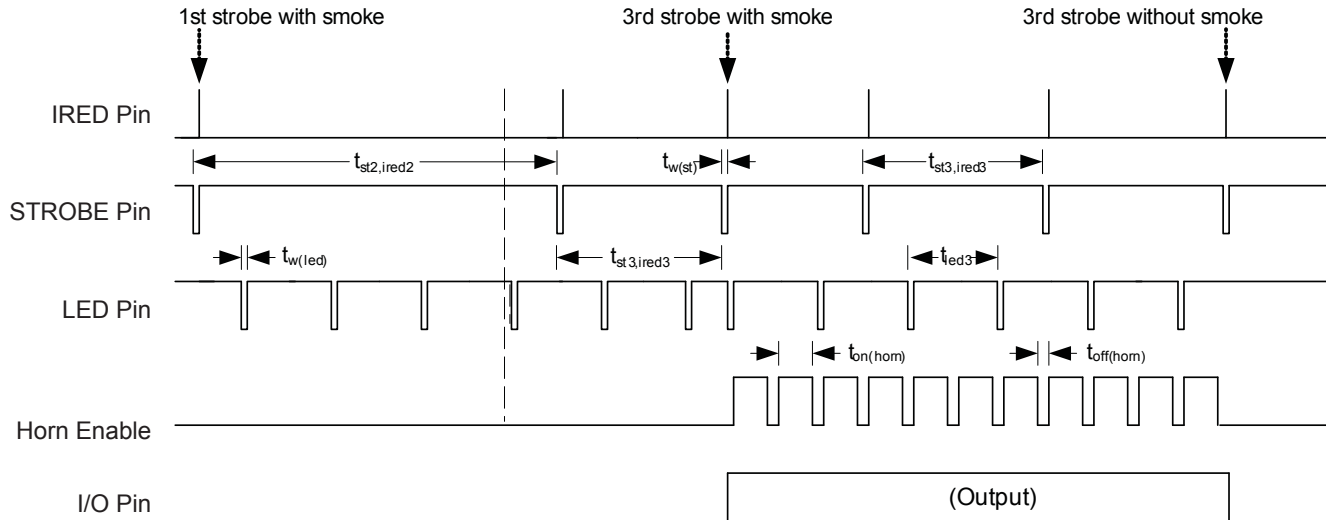 1st strobe with smoke 3rd strobe with smoke 3rd strobe without smoke
IRED Pin
tst2,ired2 tw(st) tst3,ired3
STROBE Pin
tw(led) tst3,ired3 tled3
LED Pin
ton(horn) toff(horn)
Horn Enable
(Output)
I/O Pin